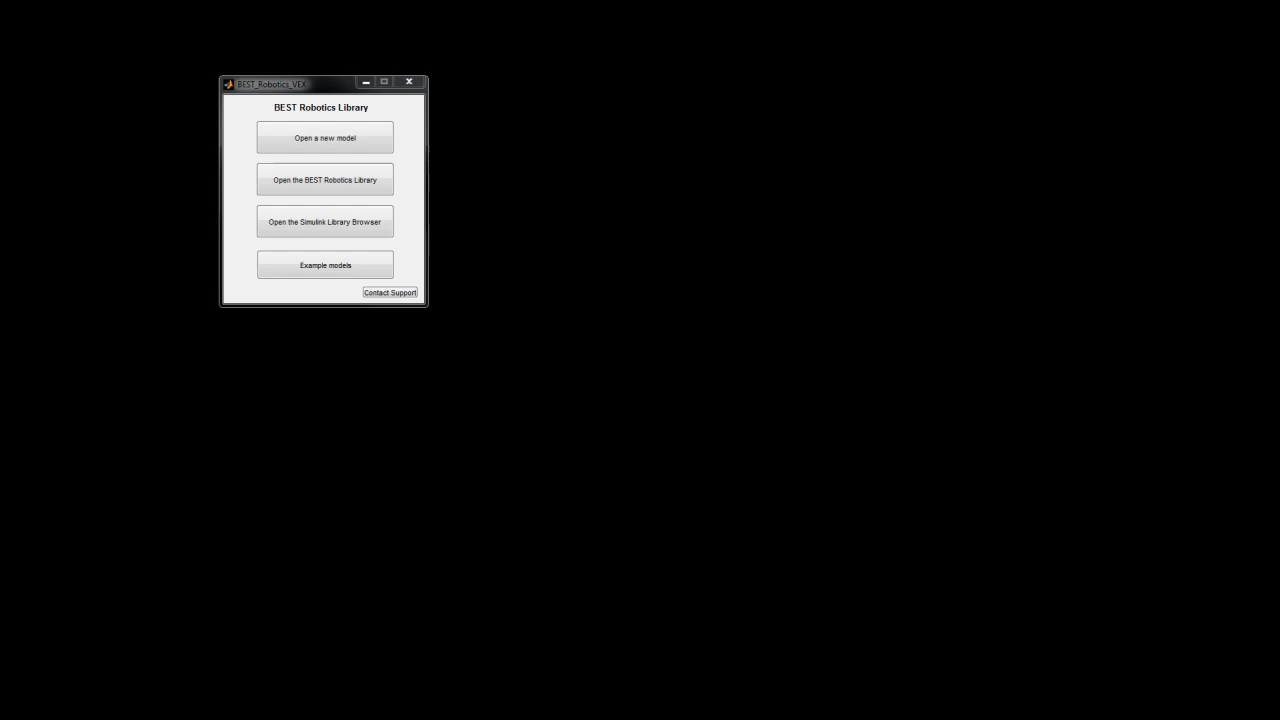 BEST_Robotics_VEX
BEST Robotics Library
Open a new model
Open the BEST Robotics Library
Open the Simulink Library Browser
Example models
Contact Support